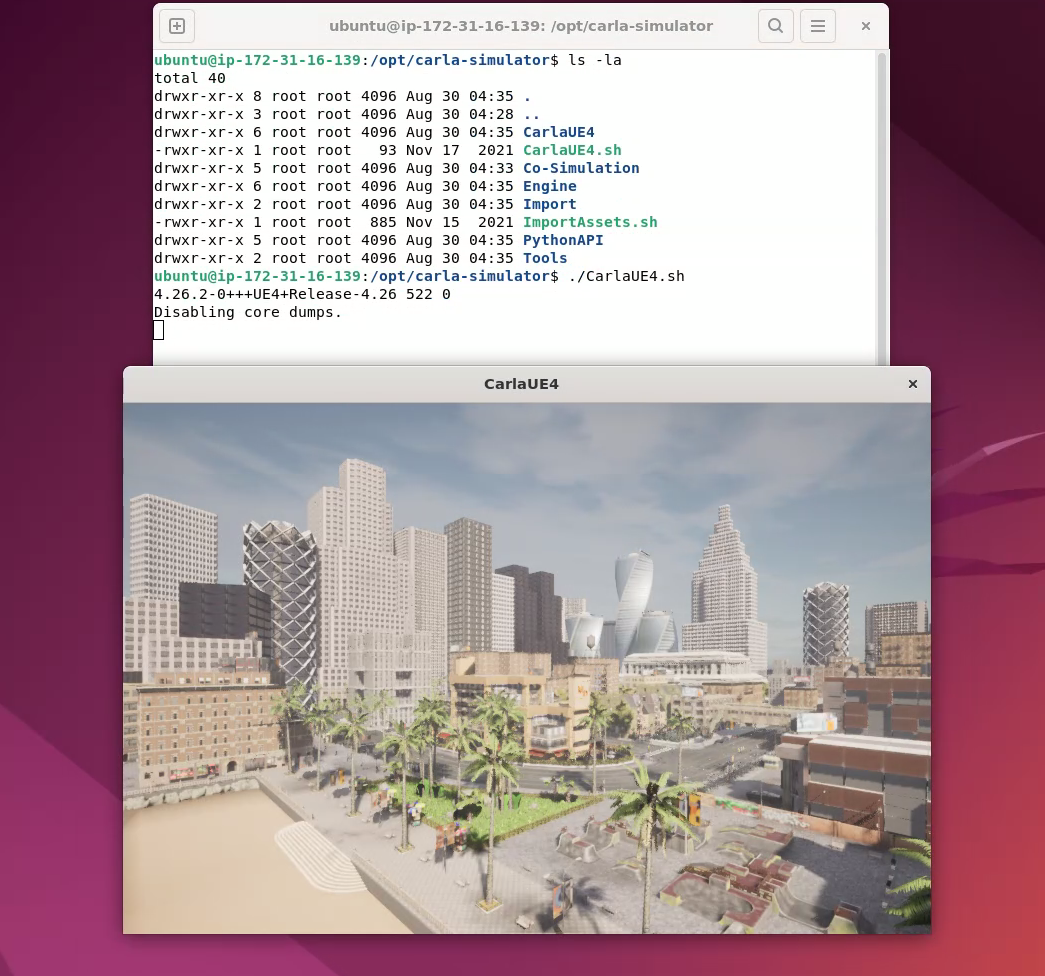 ubuntu@ip-172-31-16-139: /opt/carla-simulator
ubuntu@ip-172-31-16-139:/opt/carla-simulator$ ls -la
total 40
drwxr-xr-x 8 root root 4096 Aug 30 04:35 .
drwxr-xr-x 3 root root 4096 Aug 30 04:28 ..
drwxr-xr-x 6 root root 4096 Aug 30 04:35 CarlaUE4
-rwxr-xr-x 1 root root   93 Nov 17  2021 CarlaUE4.sh
drwxr-xr-x 5 root root 4096 Aug 30 04:33 Co-Simulation
drwxr-xr-x 6 root root 4096 Aug 30 04:35 Engine
drwxr-xr-x 2 root root 4096 Aug 30 04:35 Import
-rwxr-xr-x 1 root root  885 Nov 15  2021 ImportAssets.sh
drwxr-xr-x 5 root root 4096 Aug 30 04:35 PythonAPI
drwxr-xr-x 2 root root 4096 Aug 30 04:35 Tools
ubuntu@ip-172-31-16-139:/opt/carla-simulator$ ./CarlaUE4.sh
4.26.2-0+++UE4+Release-4.26 522 0
Disabling core dumps.
CarlaUE4